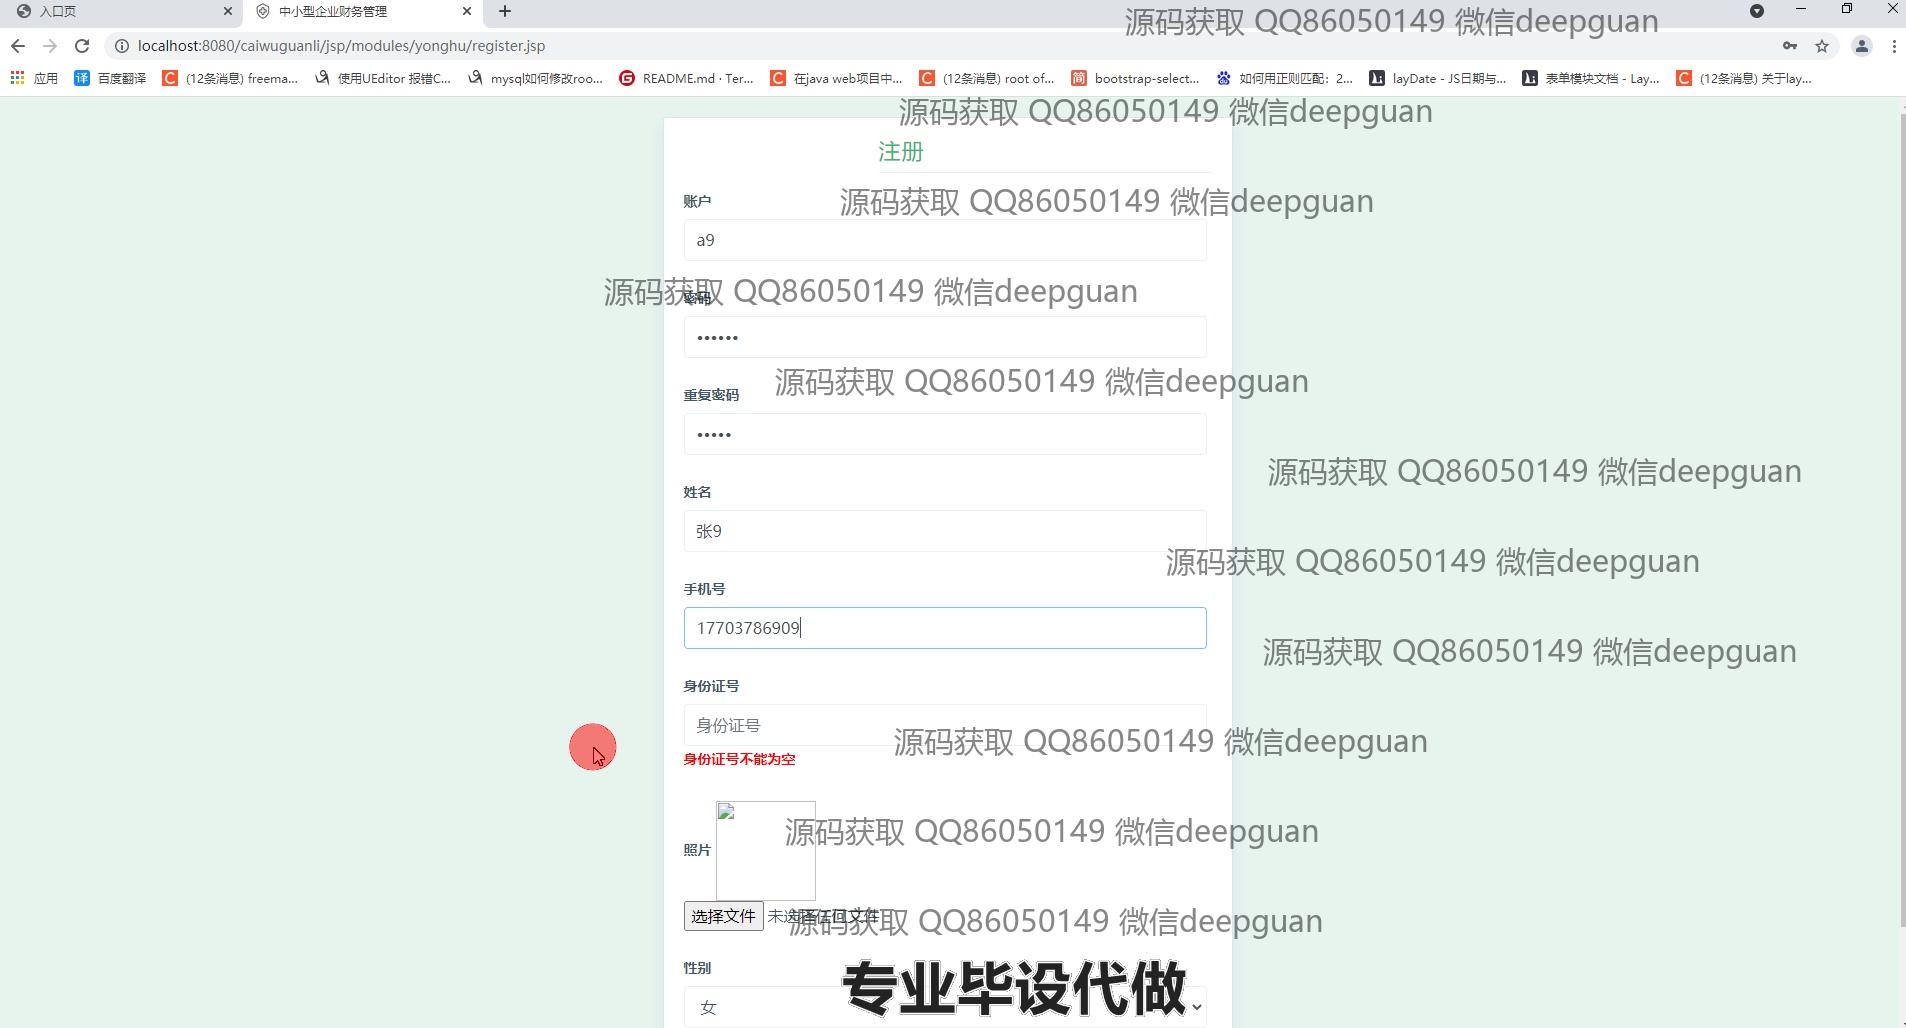 入口页
中小型企业财务管理
源码获取 QQ86050149 微信deepguan
localhost:8080/caiwuguanli/jsp/modules/yonghu/register.jsp
应用
译 百度翻译
C (12条消息) freema...
使用UEditor 报错C...
mysql如何修改roo...
G README.md · Ter...
C 在java web项目中...
C (12条消息) root of...
简 bootstrap-select...
如何用正则匹配：2...
layDate - JS日期与...
表单模块文档 - Lay...
C (12条消息) 关于lay...
源码获取 QQ86050149 微信deepguan
注册
账户
源码获取 QQ86050149 微信deepguan
a9
源码获取 QQ86050149 微信deepguan
密码
••••••
源码获取 QQ86050149 微信deepguan
重复密码
•••••
源码获取 QQ86050149 微信deepguan
姓名
张9
源码获取 QQ86050149 微信deepguan
手机号
17703786909
源码获取 QQ86050149 微信deepguan
身份证号
身份证号
源码获取 QQ86050149 微信deepguan
身份证号不能为空
源码获取 QQ86050149 微信deepguan
照片
选择文件 未选择任何文件
源码获取 QQ86050149 微信deepguan
性别
女
专业毕设代做